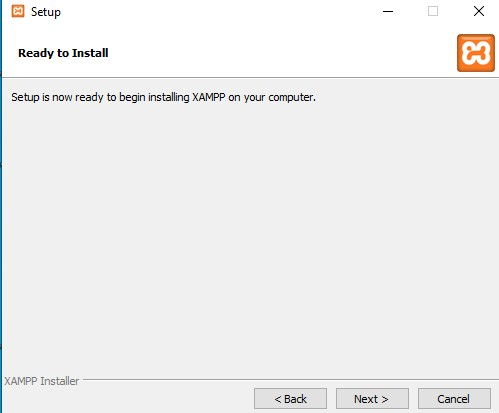 Setup
Ready to Install
Setup is now ready to begin installing XAMPP on your computer.
XAMPP Installer
< Back
Next >
Cancel